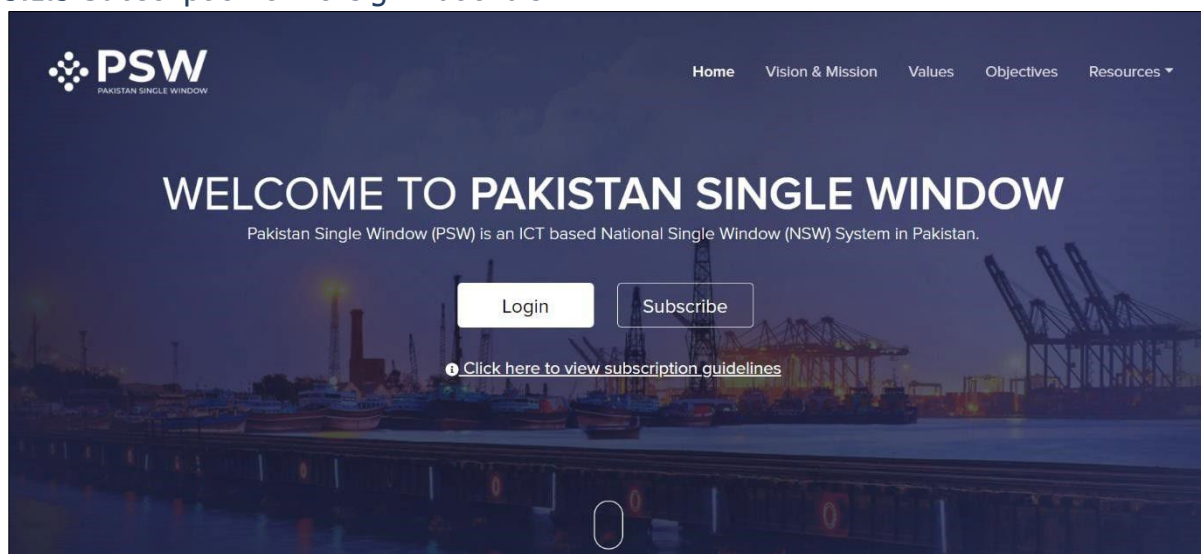 PSW
PAKISTAN SINGLE WINDOW
Home Vision & Mission Values Objectives Resources
WELCOME TO PAKISTAN SINGLE WINDOW
Pakistan Single Window (PSW) is an ICT based National Single Window (NSW) System in Pakistan.
Login Subscribe
Click here to view subscription guidelines